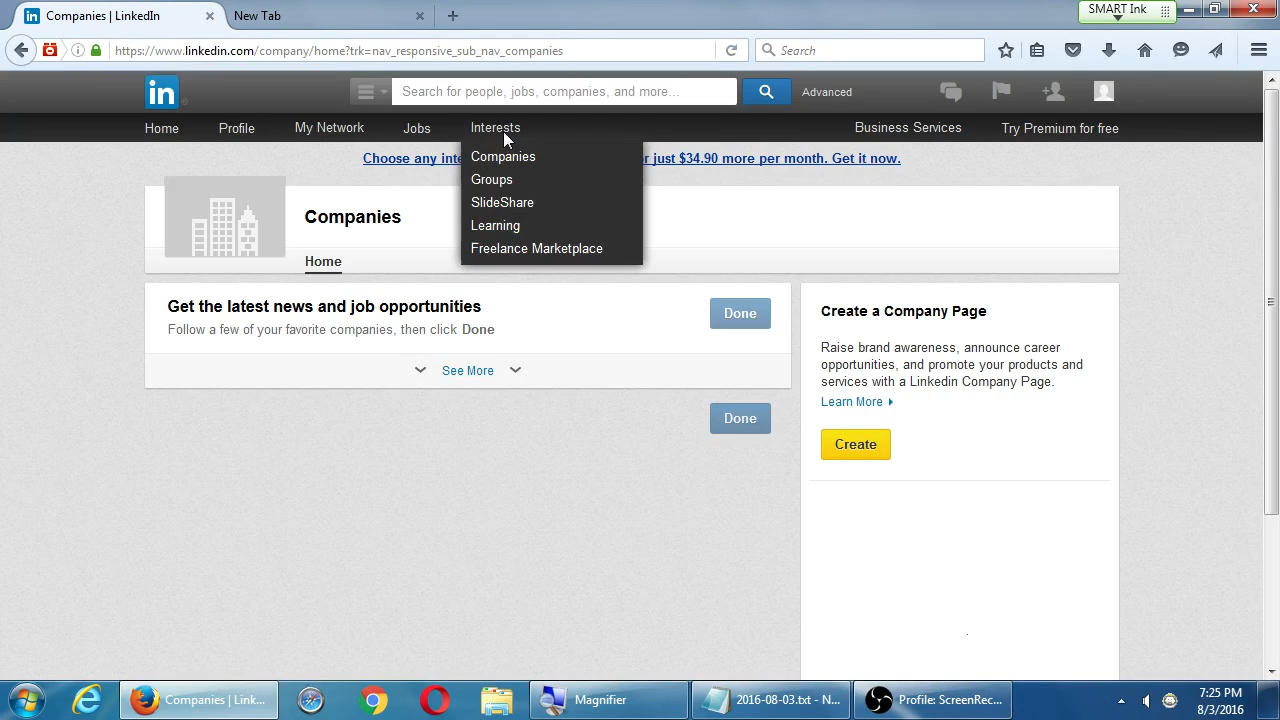 Companies | LinkedIn
New Tab
SMART Ink
https://www.linkedin.com/company/home?trk=nav_responsive_sub_nav_companies
Search
in
Search for people, jobs, companies, and more...
Advanced
Home
Profile
My Network
Jobs
Interests
Business Services
Try Premium for free
Choose any inte
r just $34.90 more per month. Get it now.
Companies
Groups
SlideShare
Learning
Freelance Marketplace
Companies
Home
Get the latest news and job opportunities
Follow a few of your favorite companies, then click Done
Done
See More
Done
Create a Company Page
Raise brand awareness, announce career
opportunities, and promote your products and
services with a Linkedin Company Page.
Learn More
Create
Companies | Link...
Magnifier
2016-08-03.txt - N...
Profile: ScreenRec...
7:25 PM
8/3/2016